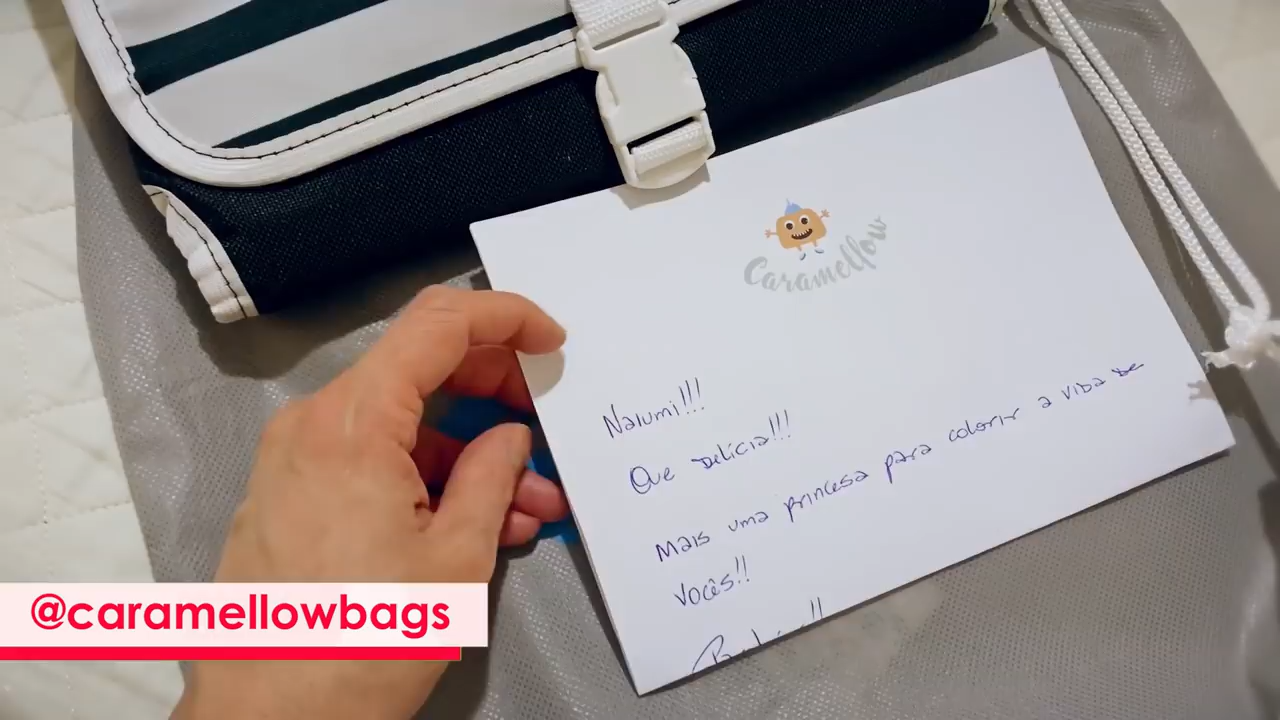 Caramellow
Naiumi!!!
Que Delícia!!!
Mais uma princesa para colorir a vida de
vocês!!
@caramellowbags